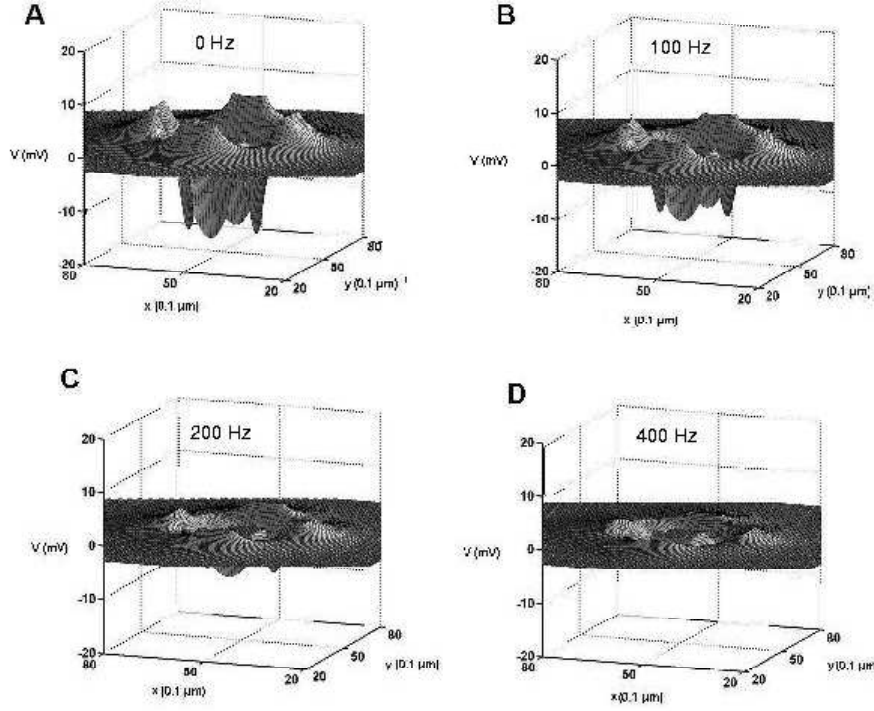 A
0 Hz
20
10
V (mV)
0
-10
-20
80
50
20
x |0.1 µm|
20
50
80
y (0.1 µm)⁻¹
B
100 Hz
20
10
V (mV)
0
-10
-20
80
50
20
x (0.1 µm)
20
50
80
y (0.1 µm)
C
200 Hz
20
10
V (mV)
0
-10
-20
80
50
20
x |0.1 µm)
20
50
80
y |0.1 µm|
D
400 Hz
20
10
V (mV)
0
-10
-20
80
50
20
x(0.1 µm|
20
50
80
y (0.1 µm|